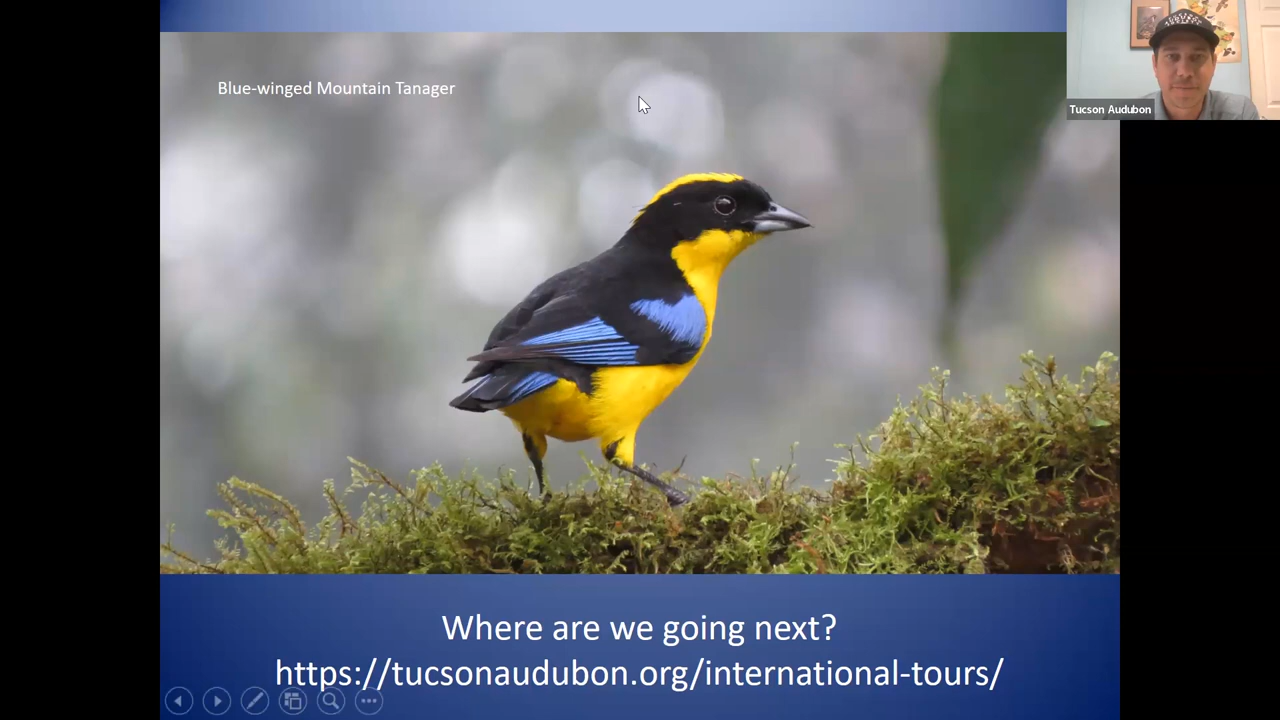 Blue-winged Mountain Tanager
Tucson Audubon
Where are we going next?
https://tucsonaudubon.org/international-tours/